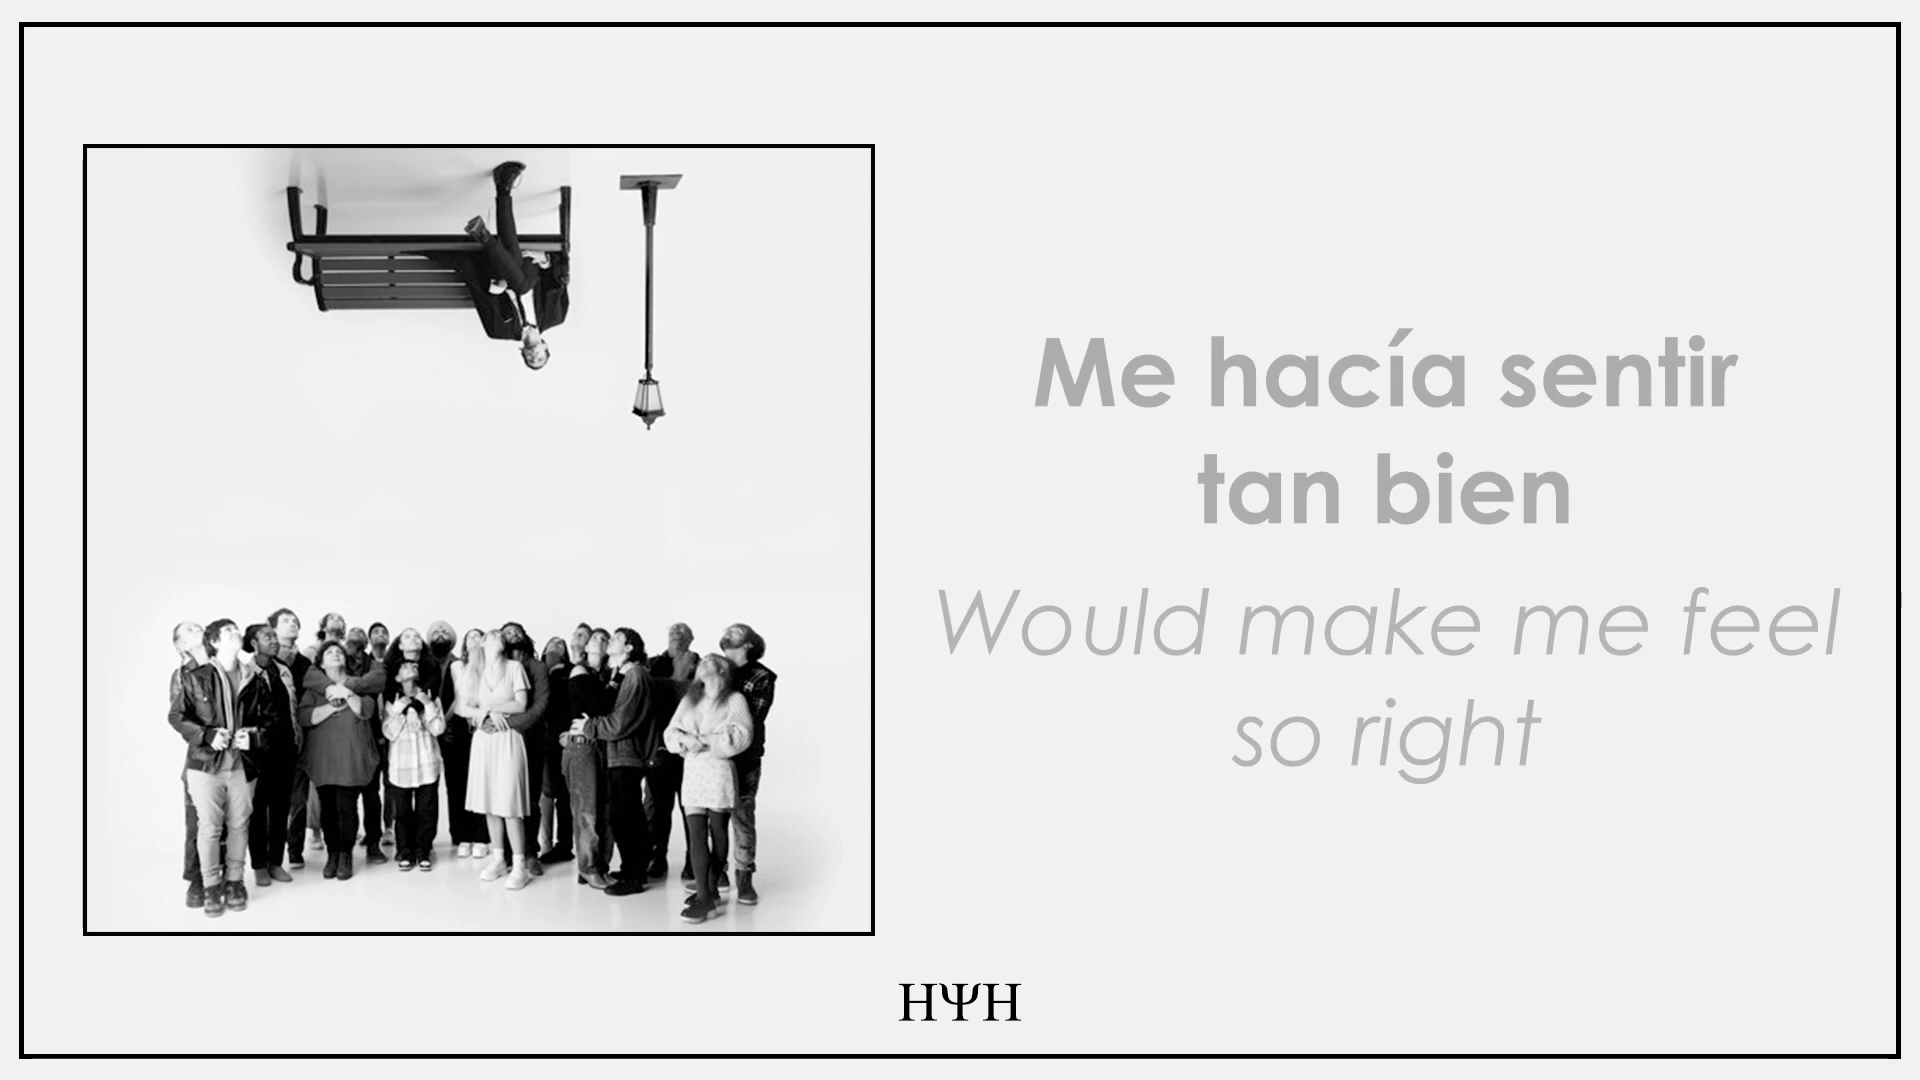 Me hacía sentir
tan bien
Would make me feel
so right
ΗΨΗ